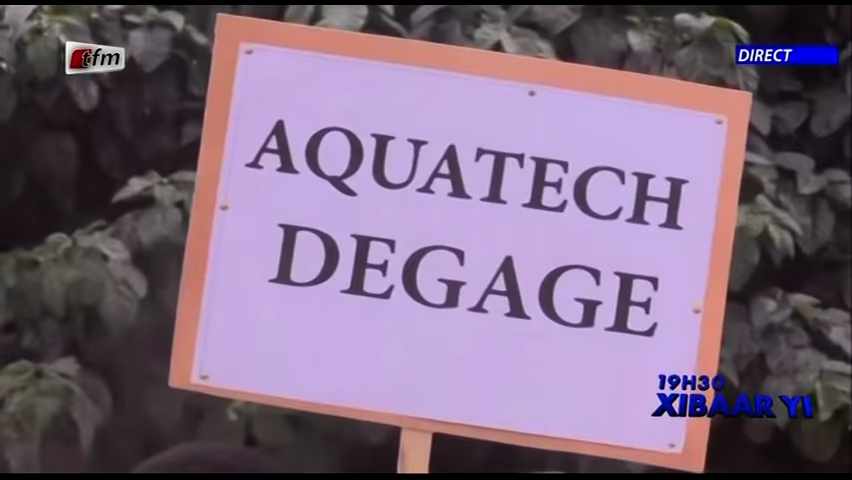 tfm
DIRECT
AQUATECH
DEGAGE
19H30
XIBAAR YI